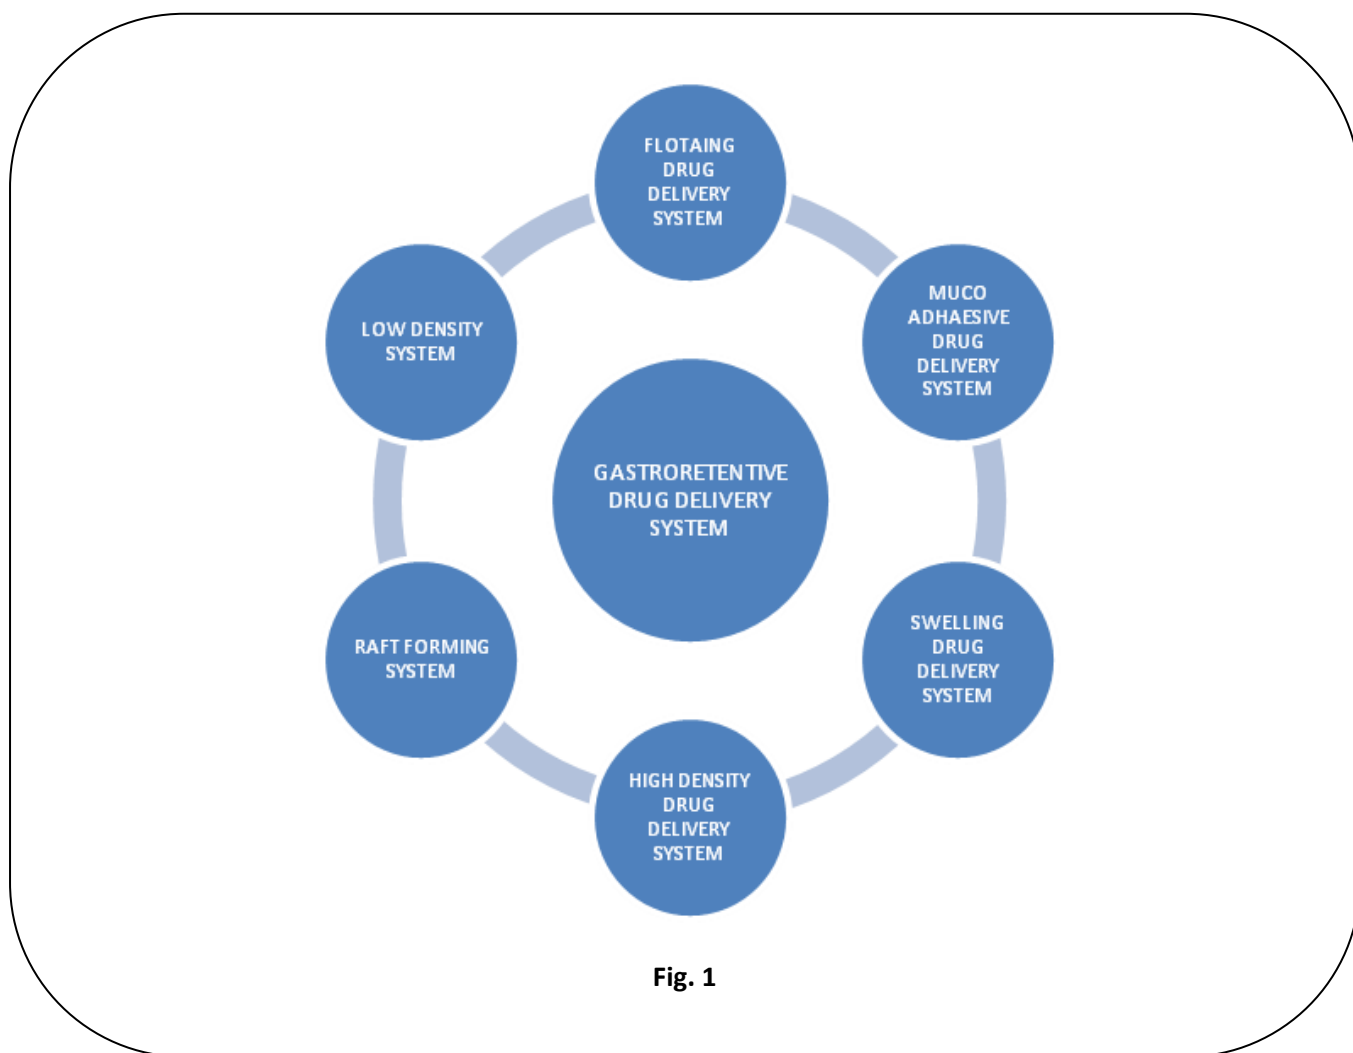 FLOTAING
DRUG
DELIVERY
SYSTEM
MUCO
ADHAESIVE
DRUG
DELIVERY
SYSTEM
SWELLING
DRUG
DELIVERY
SYSTEM
HIGH DENSITY
DRUG
DELIVERY
SYSTEM
RAFT FORMING
SYSTEM
LOW DENSITY
SYSTEM
GASTRORETENTIVE
DRUG DELIVERY
SYSTEM
Fig. 1